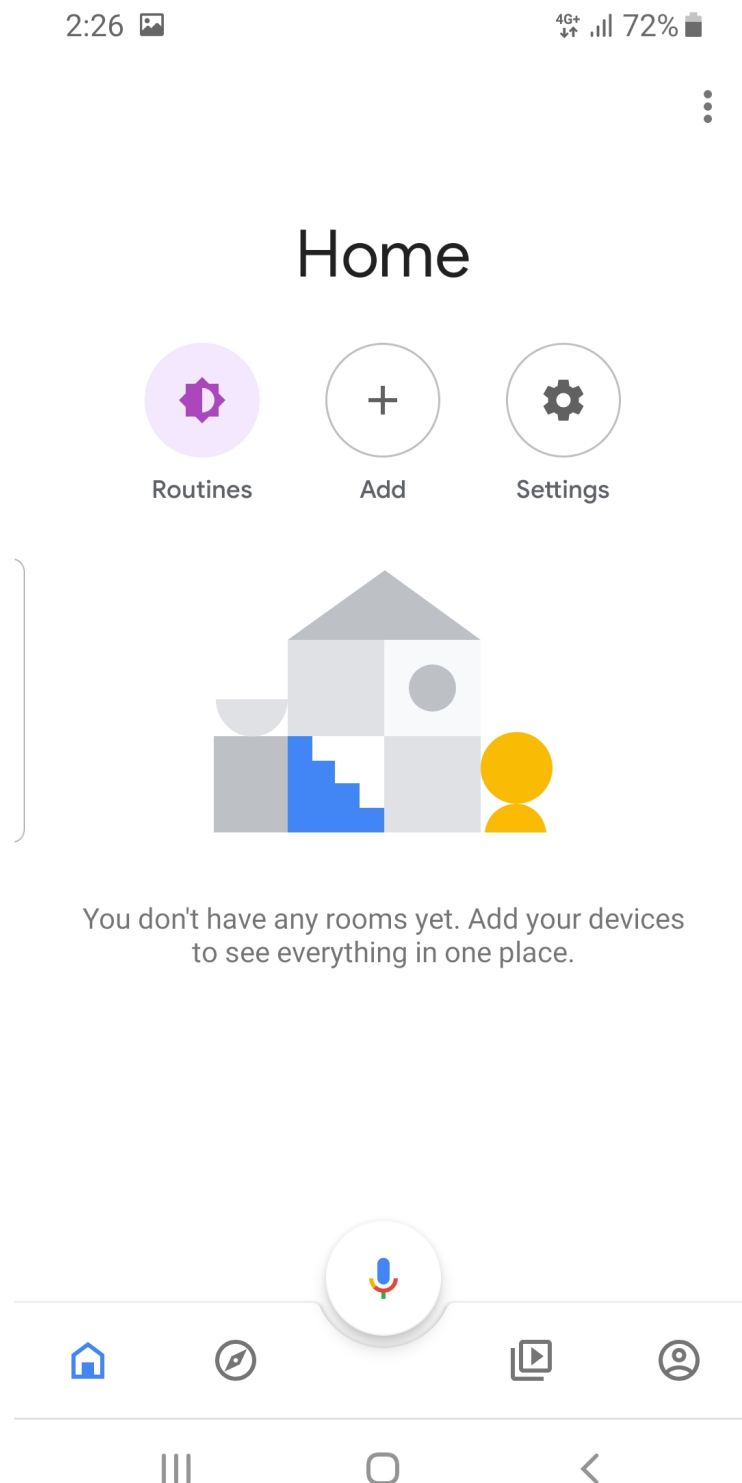 2:26 4G+ 72%
Home
Routines Add Settings
You don't have any rooms yet. Add your devices
to see everything in one place.